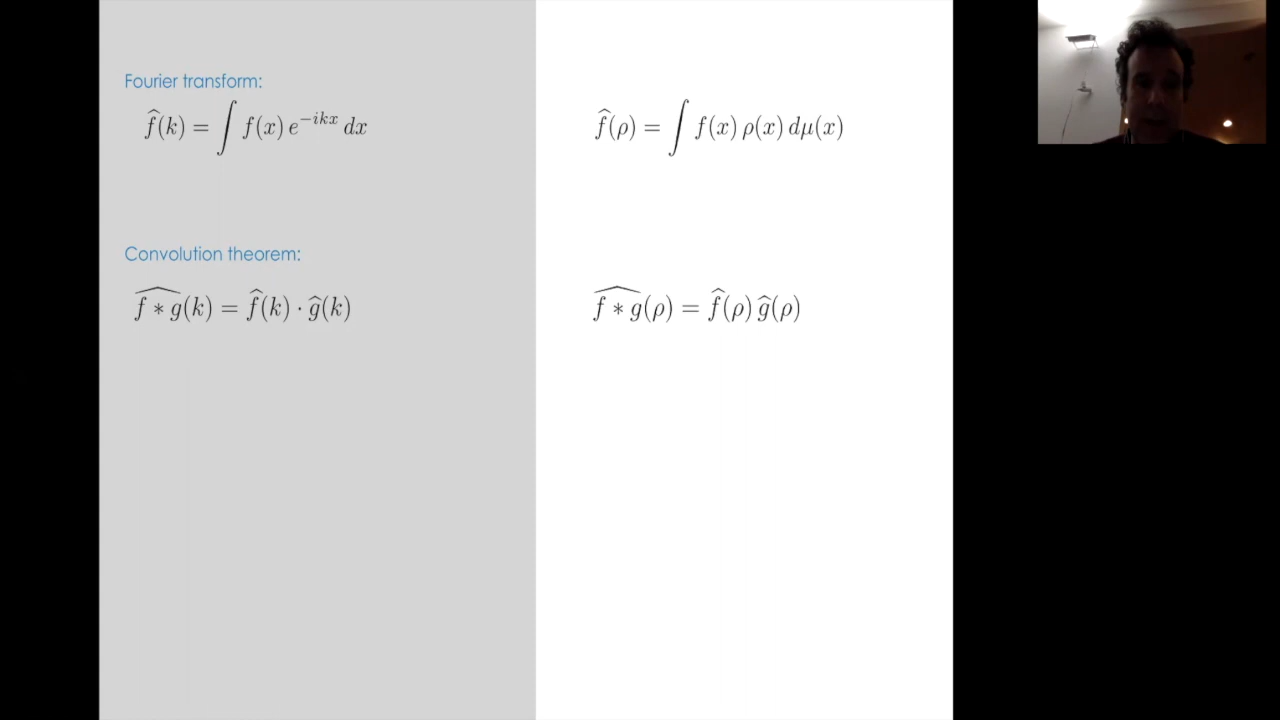 Fourier transform:
f̂(k) = ∫ f(x) e^{-ikx} dx
f̂(ρ) = ∫ f(x) ρ(x) dμ(x)
Convolution theorem:
\widehat{f * g}(k) = f̂(k) · ĝ(k)
\widehat{f * g}(ρ) = f̂(ρ) ĝ(ρ)